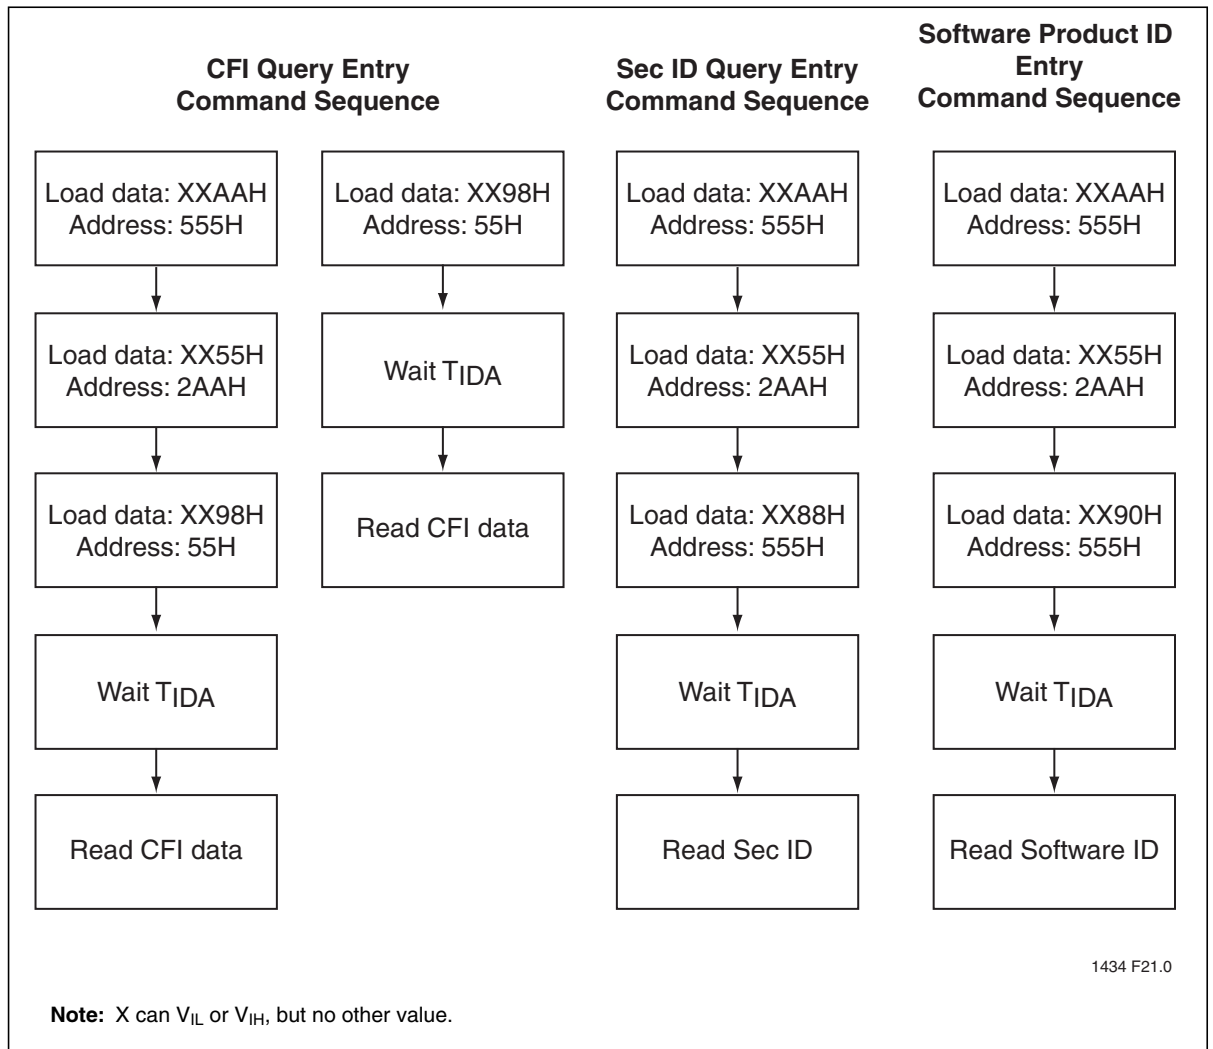 CFI Query Entry
Command Sequence
Load data: XXAAH
Address: 555H
Load data: XX55H
Address: 2AAH
Load data: XX98H
Address: 55H
Wait TIDA
Read CFI data
Load data: XX98H
Address: 55H
Wait TIDA
Read CFI data
Sec ID Query Entry
Command Sequence
Load data: XXAAH
Address: 555H
Load data: XX55H
Address: 2AAH
Load data: XX88H
Address: 555H
Wait TIDA
Read Sec ID
Software Product ID
Entry
Command Sequence
Load data: XXAAH
Address: 555H
Load data: XX55H
Address: 2AAH
Load data: XX90H
Address: 555H
Wait TIDA
Read Software ID
1434 F21.0
Note: X can VIL or VIH, but no other value.